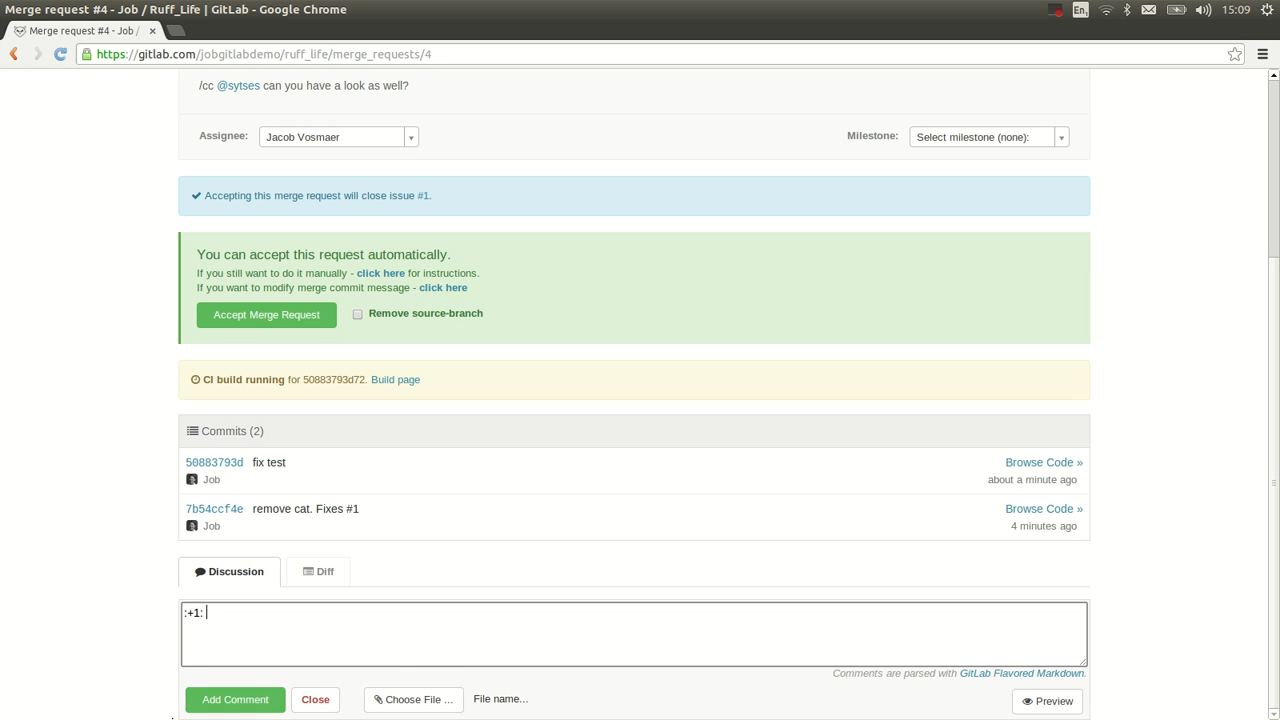 Merge request #4 - Job / Ruff_Life | GitLab - Google Chrome
En₁ 15:09
Merge request #4 - Job / ×
https://gitlab.com/jobgitlabdemo/ruff_life/merge_requests/4
/cc @sytses can you have a look as well?
Assignee: Jacob Vosmaer Milestone: Select milestone (none):
Accepting this merge request will close issue #1.
You can accept this request automatically.
If you still want to do it manually - click here for instructions.
If you want to modify merge commit message - click here
Accept Merge Request Remove source-branch
CI build running for 50883793d72. Build page
Commits (2)
50883793d fix test Browse Code »
Job about a minute ago
7b54ccf4e remove cat. Fixes #1 Browse Code »
Job 4 minutes ago
Discussion Diff
:+1:
Comments are parsed with GitLab Flavored Markdown.
Add Comment Close Choose File ... File name... Preview